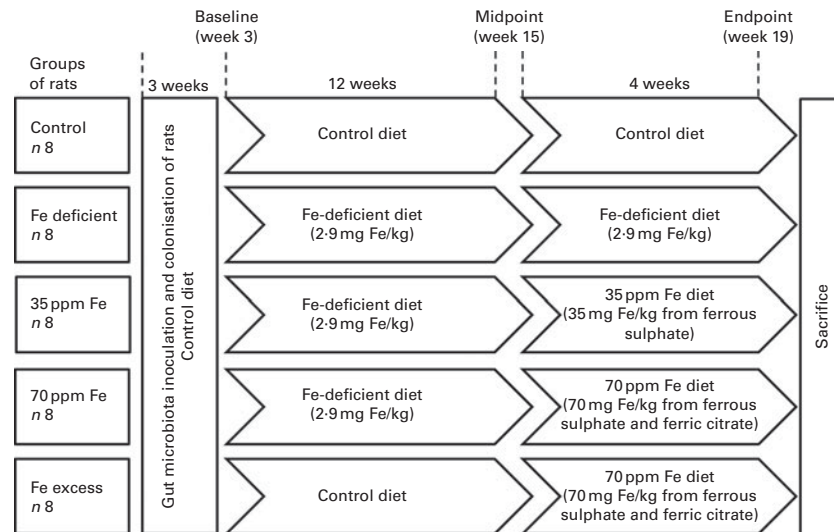 Baseline
(week 3)
Midpoint
(week 15)
Endpoint
(week 19)
Groups
of rats
3 weeks
12 weeks
4 weeks
Control
n 8
Control diet
Control diet
Fe deficient
n 8
Fe-deficient diet
(2·9 mg Fe/kg)
Fe-deficient diet
(2·9 mg Fe/kg)
35 ppm Fe
n 8
Fe-deficient diet
(2·9 mg Fe/kg)
35 ppm Fe diet
(35 mg Fe/kg from ferrous
sulphate)
70 ppm Fe
n 8
Fe-deficient diet
(2·9 mg Fe/kg)
70 ppm Fe diet
(70 mg Fe/kg from ferrous
sulphate and ferric citrate)
Fe excess
n 8
Control diet
70 ppm Fe diet
(70 mg Fe/kg from ferrous
sulphate and ferric citrate)
Gut microbiota inoculation and colonisation of rats
Control diet
Sacrifice